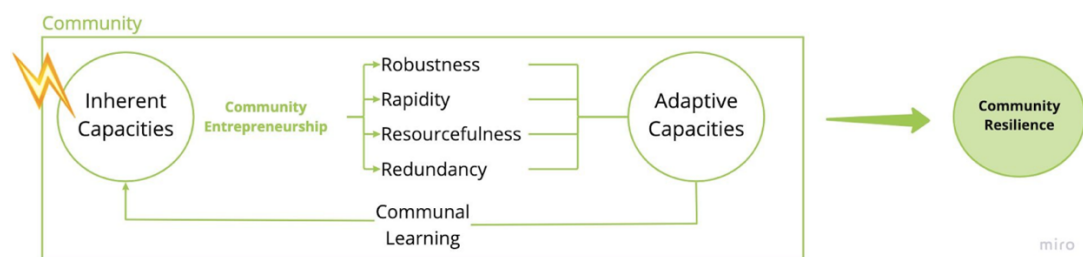 Community
Inherent
Capacities
Community
Entrepreneurship
Robustness
Rapidity
Resourcefulness
Redundancy
Adaptive
Capacities
Community
Resilience
Communal
Learning
miro